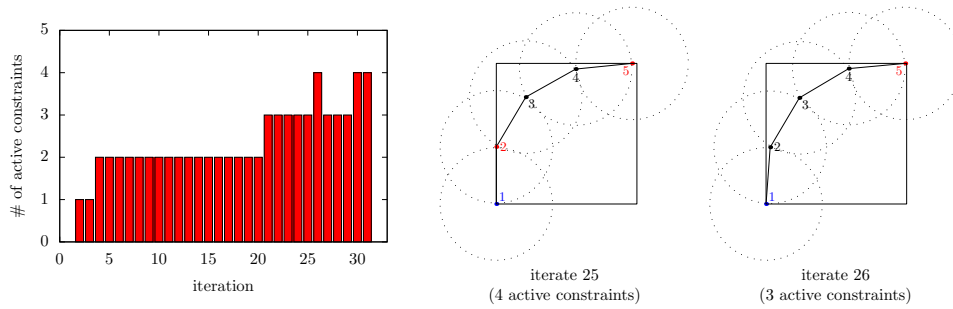 # of active constraints
5
4
3
2
1
0
0 5 10 15 20 25 30
iteration
1
2
3
4
5
iterate 25
(4 active constraints)
1
2
3
4
5
iterate 26
(3 active constraints)